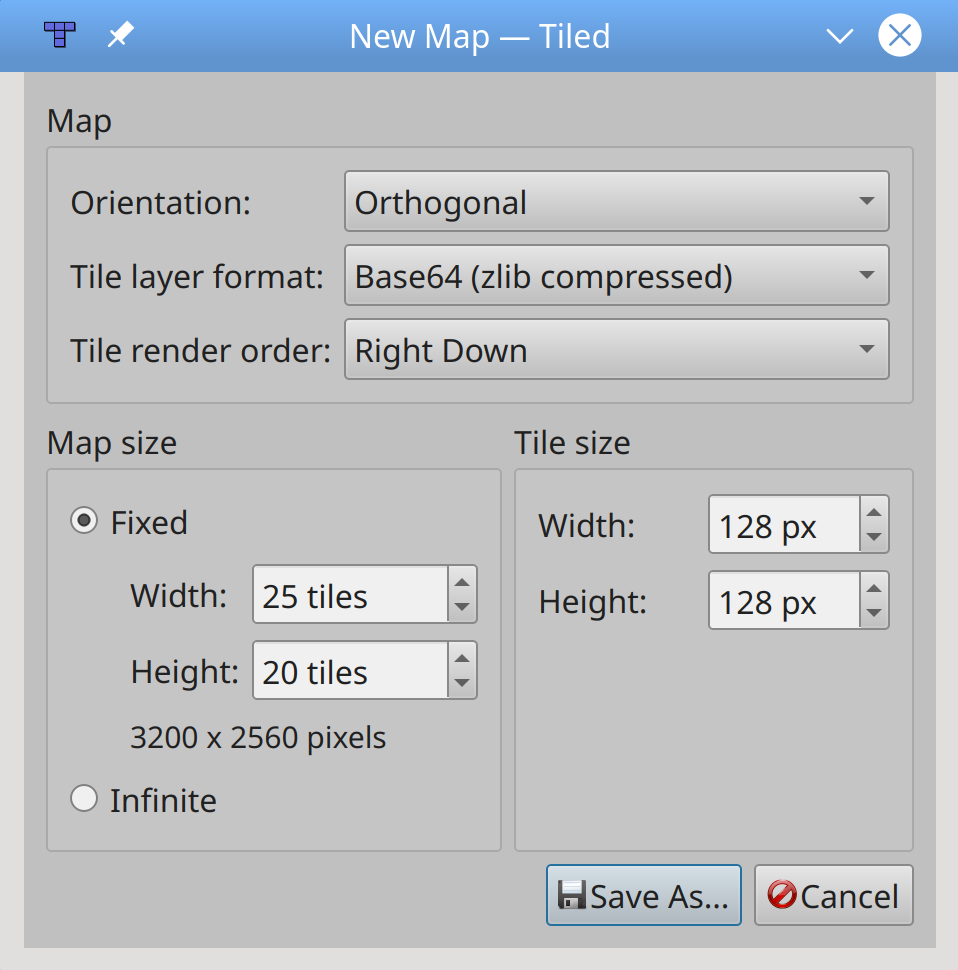 New Map — Tiled
Map
Orientation: Orthogonal
Tile layer format: Base64 (zlib compressed)
Tile render order: Right Down
Map size
Fixed
Width: 25 tiles
Height: 20 tiles
3200 x 2560 pixels
Infinite
Tile size
Width: 128 px
Height: 128 px
Save As...
Cancel